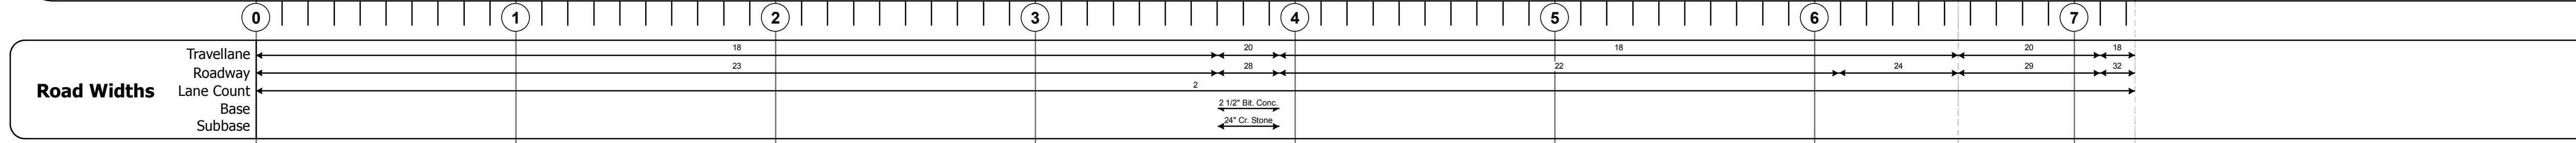 0 1 2 3 4 5 6 7
Travellane 18 20 18 20 18
Roadway 23 28 22 24 29 32
Road Widths Lane Count 2
Base 2 1/2" Bit. Conc.
Subbase 24" Cr. Stone